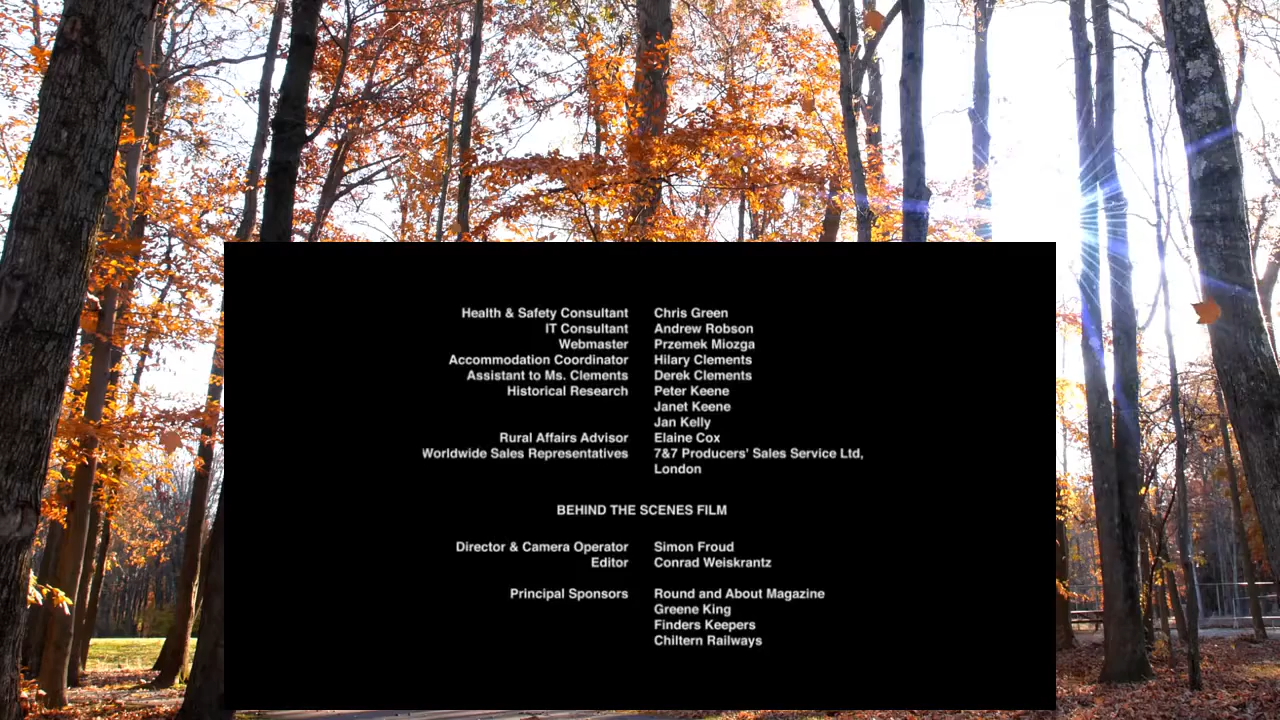 Health & Safety Consultant Chris Green
IT Consultant Andrew Robson
Webmaster Przemek Miozga
Accommodation Coordinator Hilary Clements
Assistant to Ms. Clements Derek Clements
Historical Research Peter Keene
Janet Keene
Jan Kelly
Rural Affairs Advisor Elaine Cox
Worldwide Sales Representatives 7&7 Producers' Sales Service Ltd,
London
BEHIND THE SCENES FILM
Director & Camera Operator Simon Froud
Editor Conrad Weiskrantz
Principal Sponsors Round and About Magazine
Greene King
Finders Keepers
Chiltern Railways